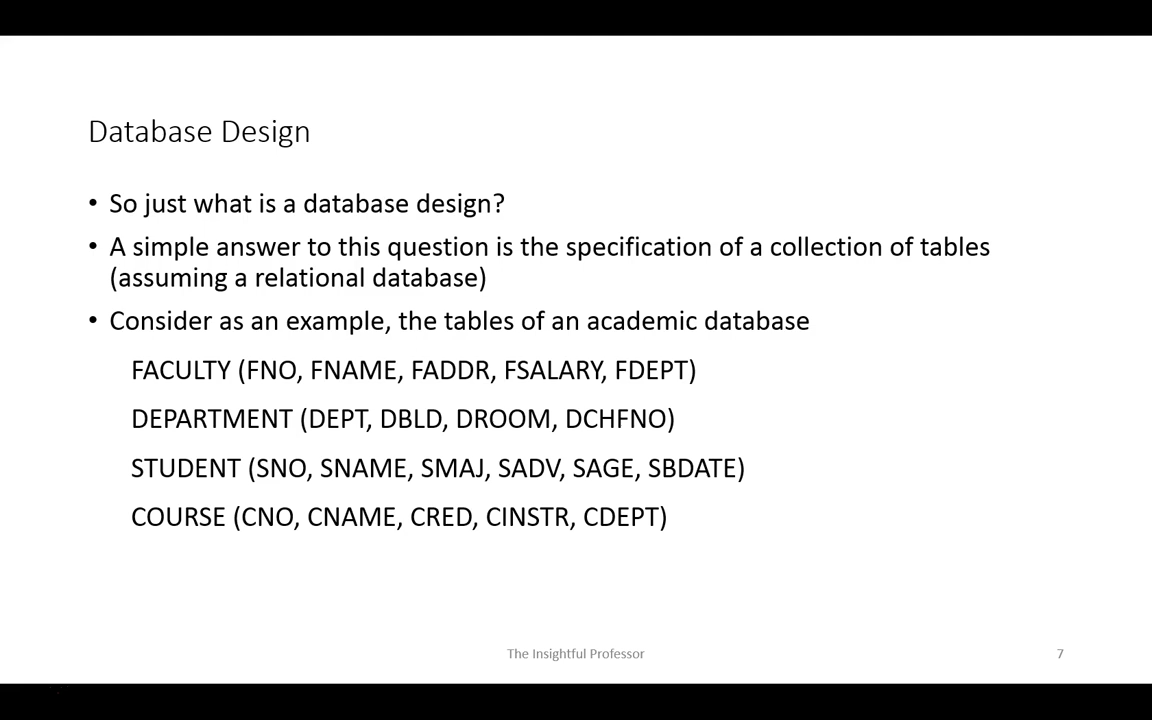 Database Design
• So just what is a database design?
• A simple answer to this question is the specification of a collection of tables
(assuming a relational database)
• Consider as an example, the tables of an academic database
FACULTY (FNO, FNAME, FADDR, FSALARY, FDEPT)
DEPARTMENT (DEPT, DBLD, DROOM, DCHFNO)
STUDENT (SNO, SNAME, SMAJ, SADV, SAGE, SBDATE)
COURSE (CNO, CNAME, CRED, CINSTR, CDEPT)
The Insightful Professor
7